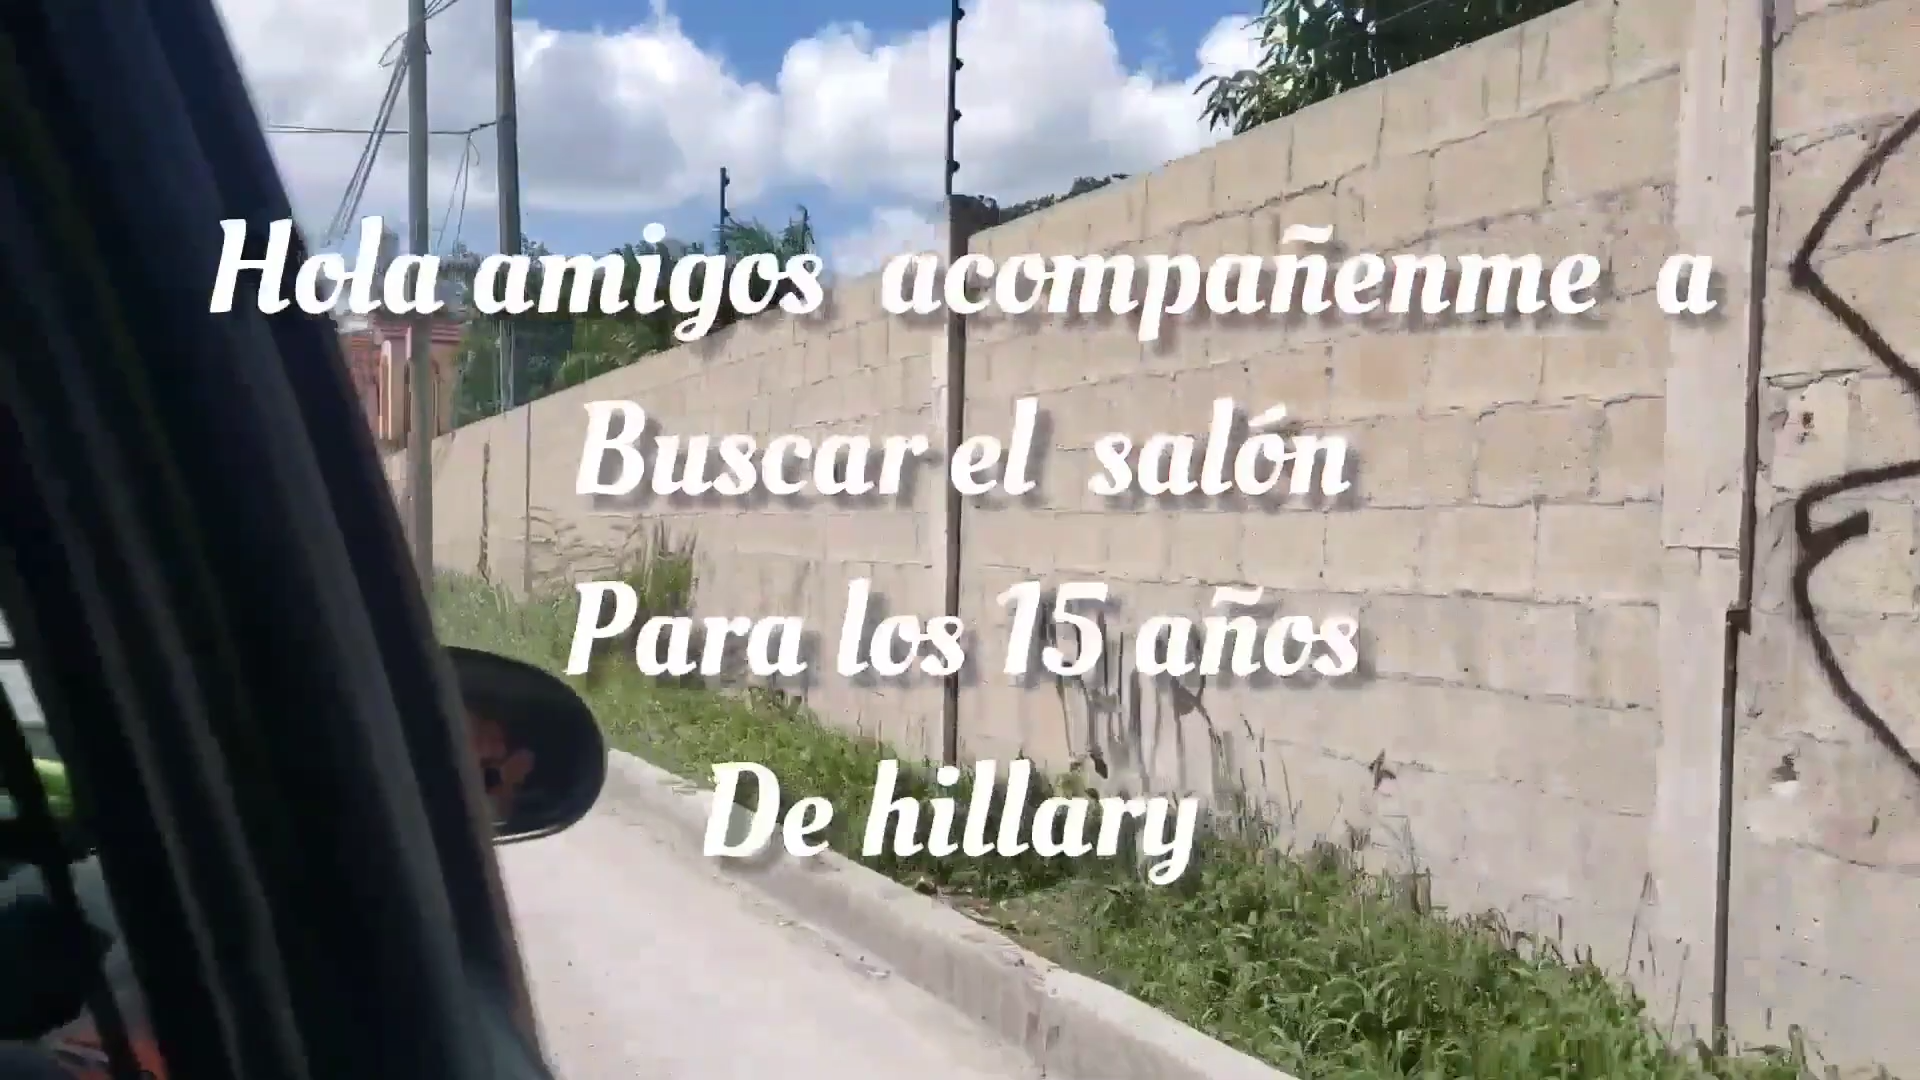 Hola amigos acompañenme a
Buscar el salón
Para los 15 años
De hillary